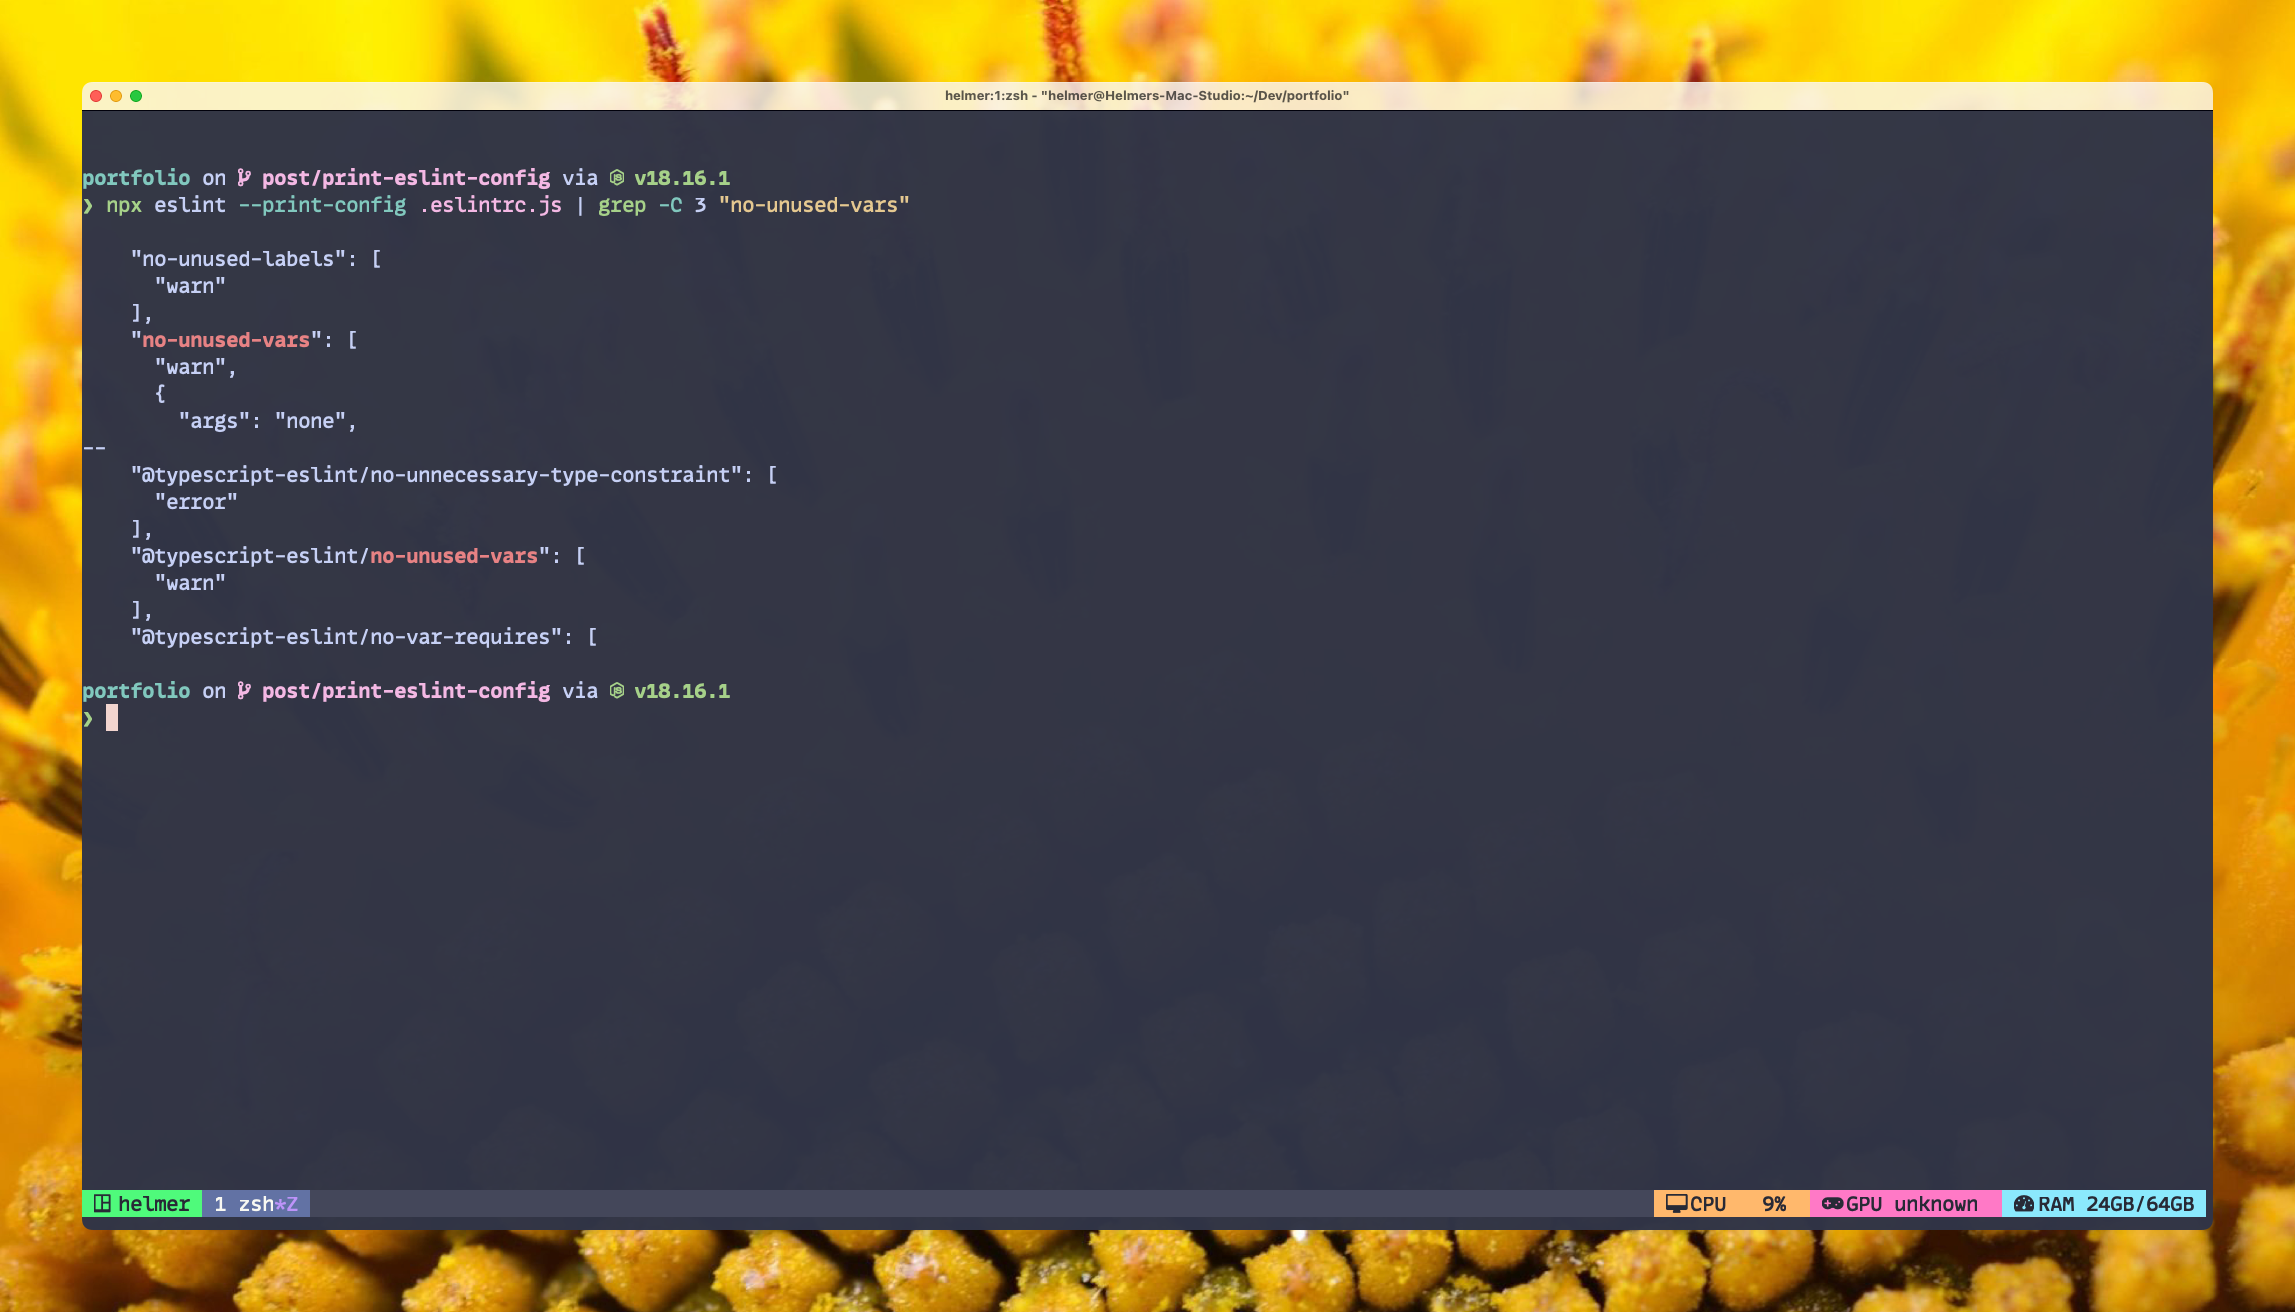 helmer:1:zsh - "helmer@Helmers-Mac-Studio:~/Dev/portfolio"
portfolio on post/print-eslint-config via v18.16.1
❯ npx eslint --print-config .eslintrc.js | grep -C 3 "no-unused-vars"
"no-unused-labels": [
"warn"
],
"no-unused-vars": [
"warn",
{
"args": "none",
--
"@typescript-eslint/no-unnecessary-type-constraint": [
"error"
],
"@typescript-eslint/no-unused-vars": [
"warn"
],
"@typescript-eslint/no-var-requires": [
portfolio on post/print-eslint-config via v18.16.1
❯
helmer 1 zsh*Z CPU 9% GPU unknown RAM 24GB/64GB